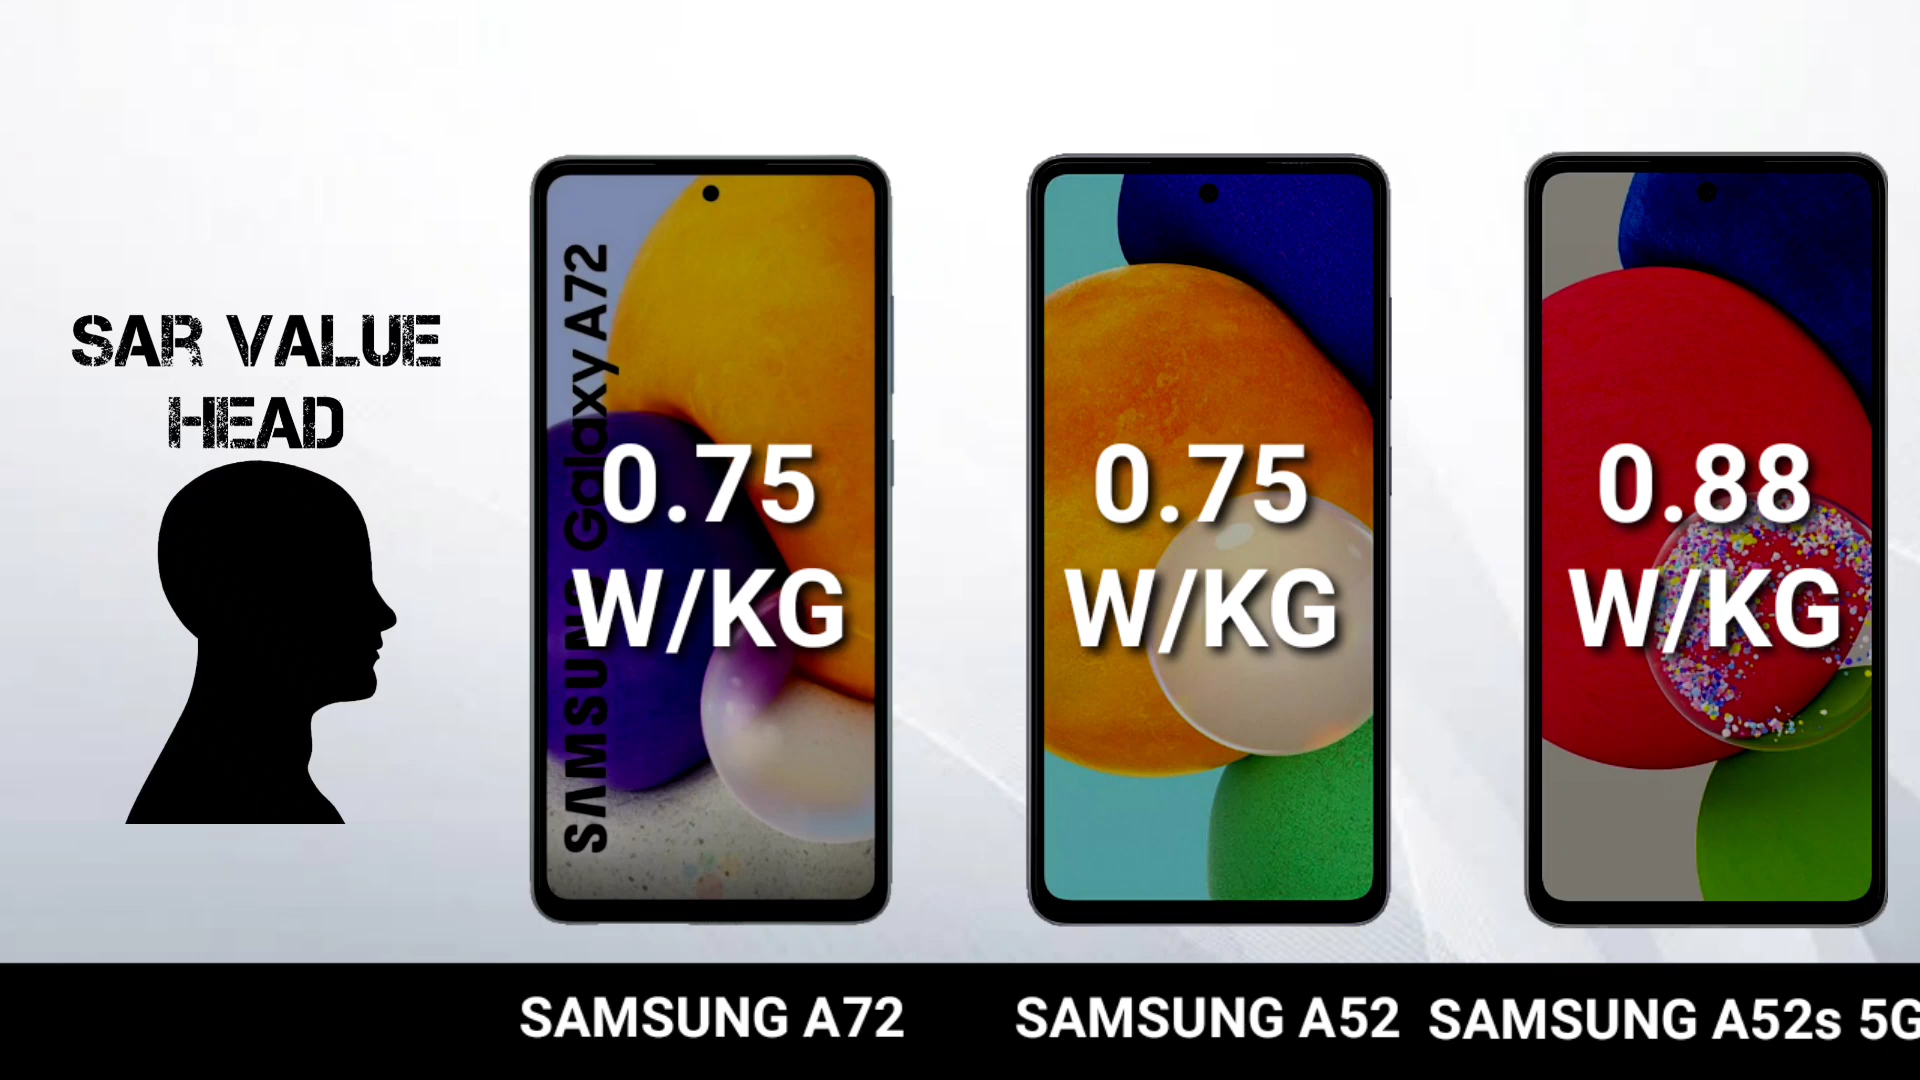 SAR VALUE
HEAD
SAMSUNG Galaxy A72
0.75
W/KG
0.75
W/KG
0.88
W/KG
SAMSUNG A72
SAMSUNG A52
SAMSUNG A52s 5G